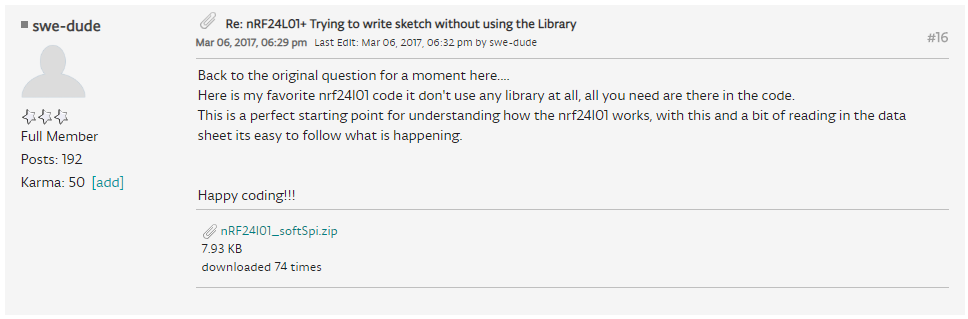 swe-dude
Full Member
Posts: 192
Karma: 50 [add]
Re: nRF24L01+ Trying to write sketch without using the Library
Mar 06, 2017, 06:29 pm Last Edit: Mar 06, 2017, 06:32 pm by swe-dude
#16
Back to the original question for a moment here....
Here is my favorite nrf24l01 code it don't use any library at all, all you need are there in the code.
This is a perfect starting point for understanding how the nrf24l01 works, with this and a bit of reading in the data
sheet its easy to follow what is happening.
Happy coding!!!
nRF24l01_softSpi.zip
7.93 KB
downloaded 74 times